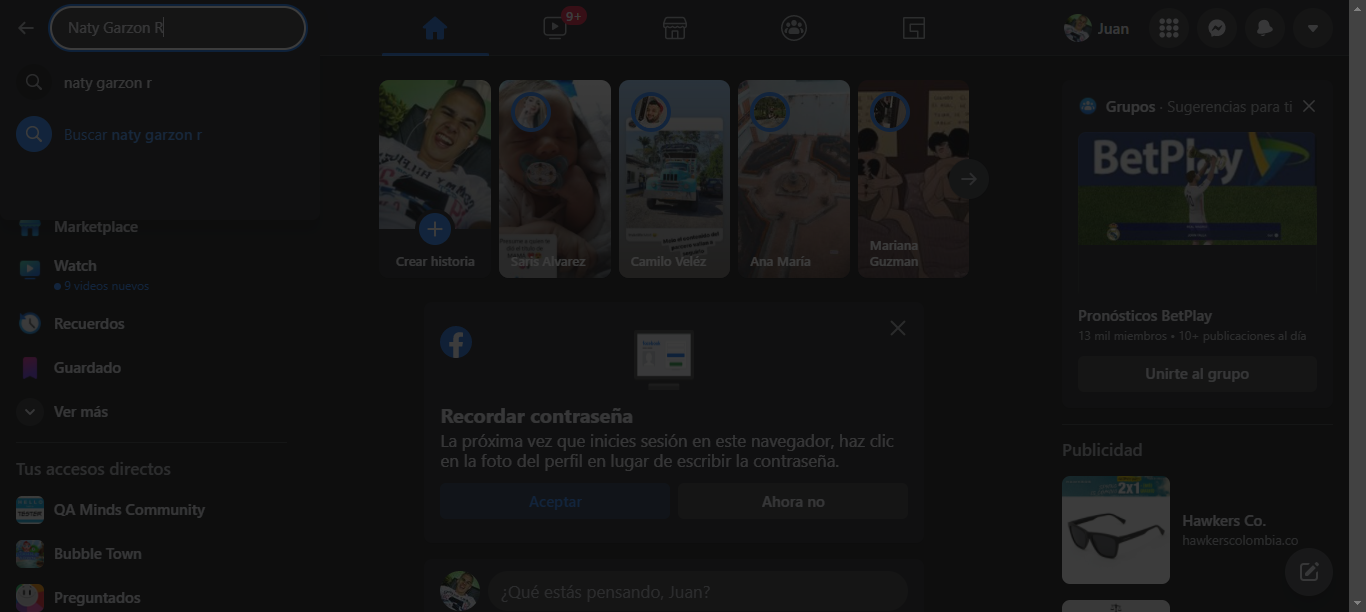 Naty Garzon R
naty garzon r
Buscar naty garzon r
Marketplace
Watch
9 videos nuevos
Recuerdos
Guardado
Ver más
Tus accesos directos
QA Minds Community
Bubble Town
Preguntados
9+
Juan
Crear historia
Saris Alvarez
Camilo Veléz
Ana María
Mariana
Guzman
Recordar contraseña
La próxima vez que inicies sesión en este navegador, haz clic
en la foto del perfil en lugar de escribir la contraseña.
Aceptar
Ahora no
¿Qué estás pensando, Juan?
Grupos · Sugerencias para ti
BetPlay
Pronósticos BetPlay
13 mil miembros • 10+ publicaciones al día
Unirte al grupo
Publicidad
2x1
Hawkers Co.
hawkerscolombia.co